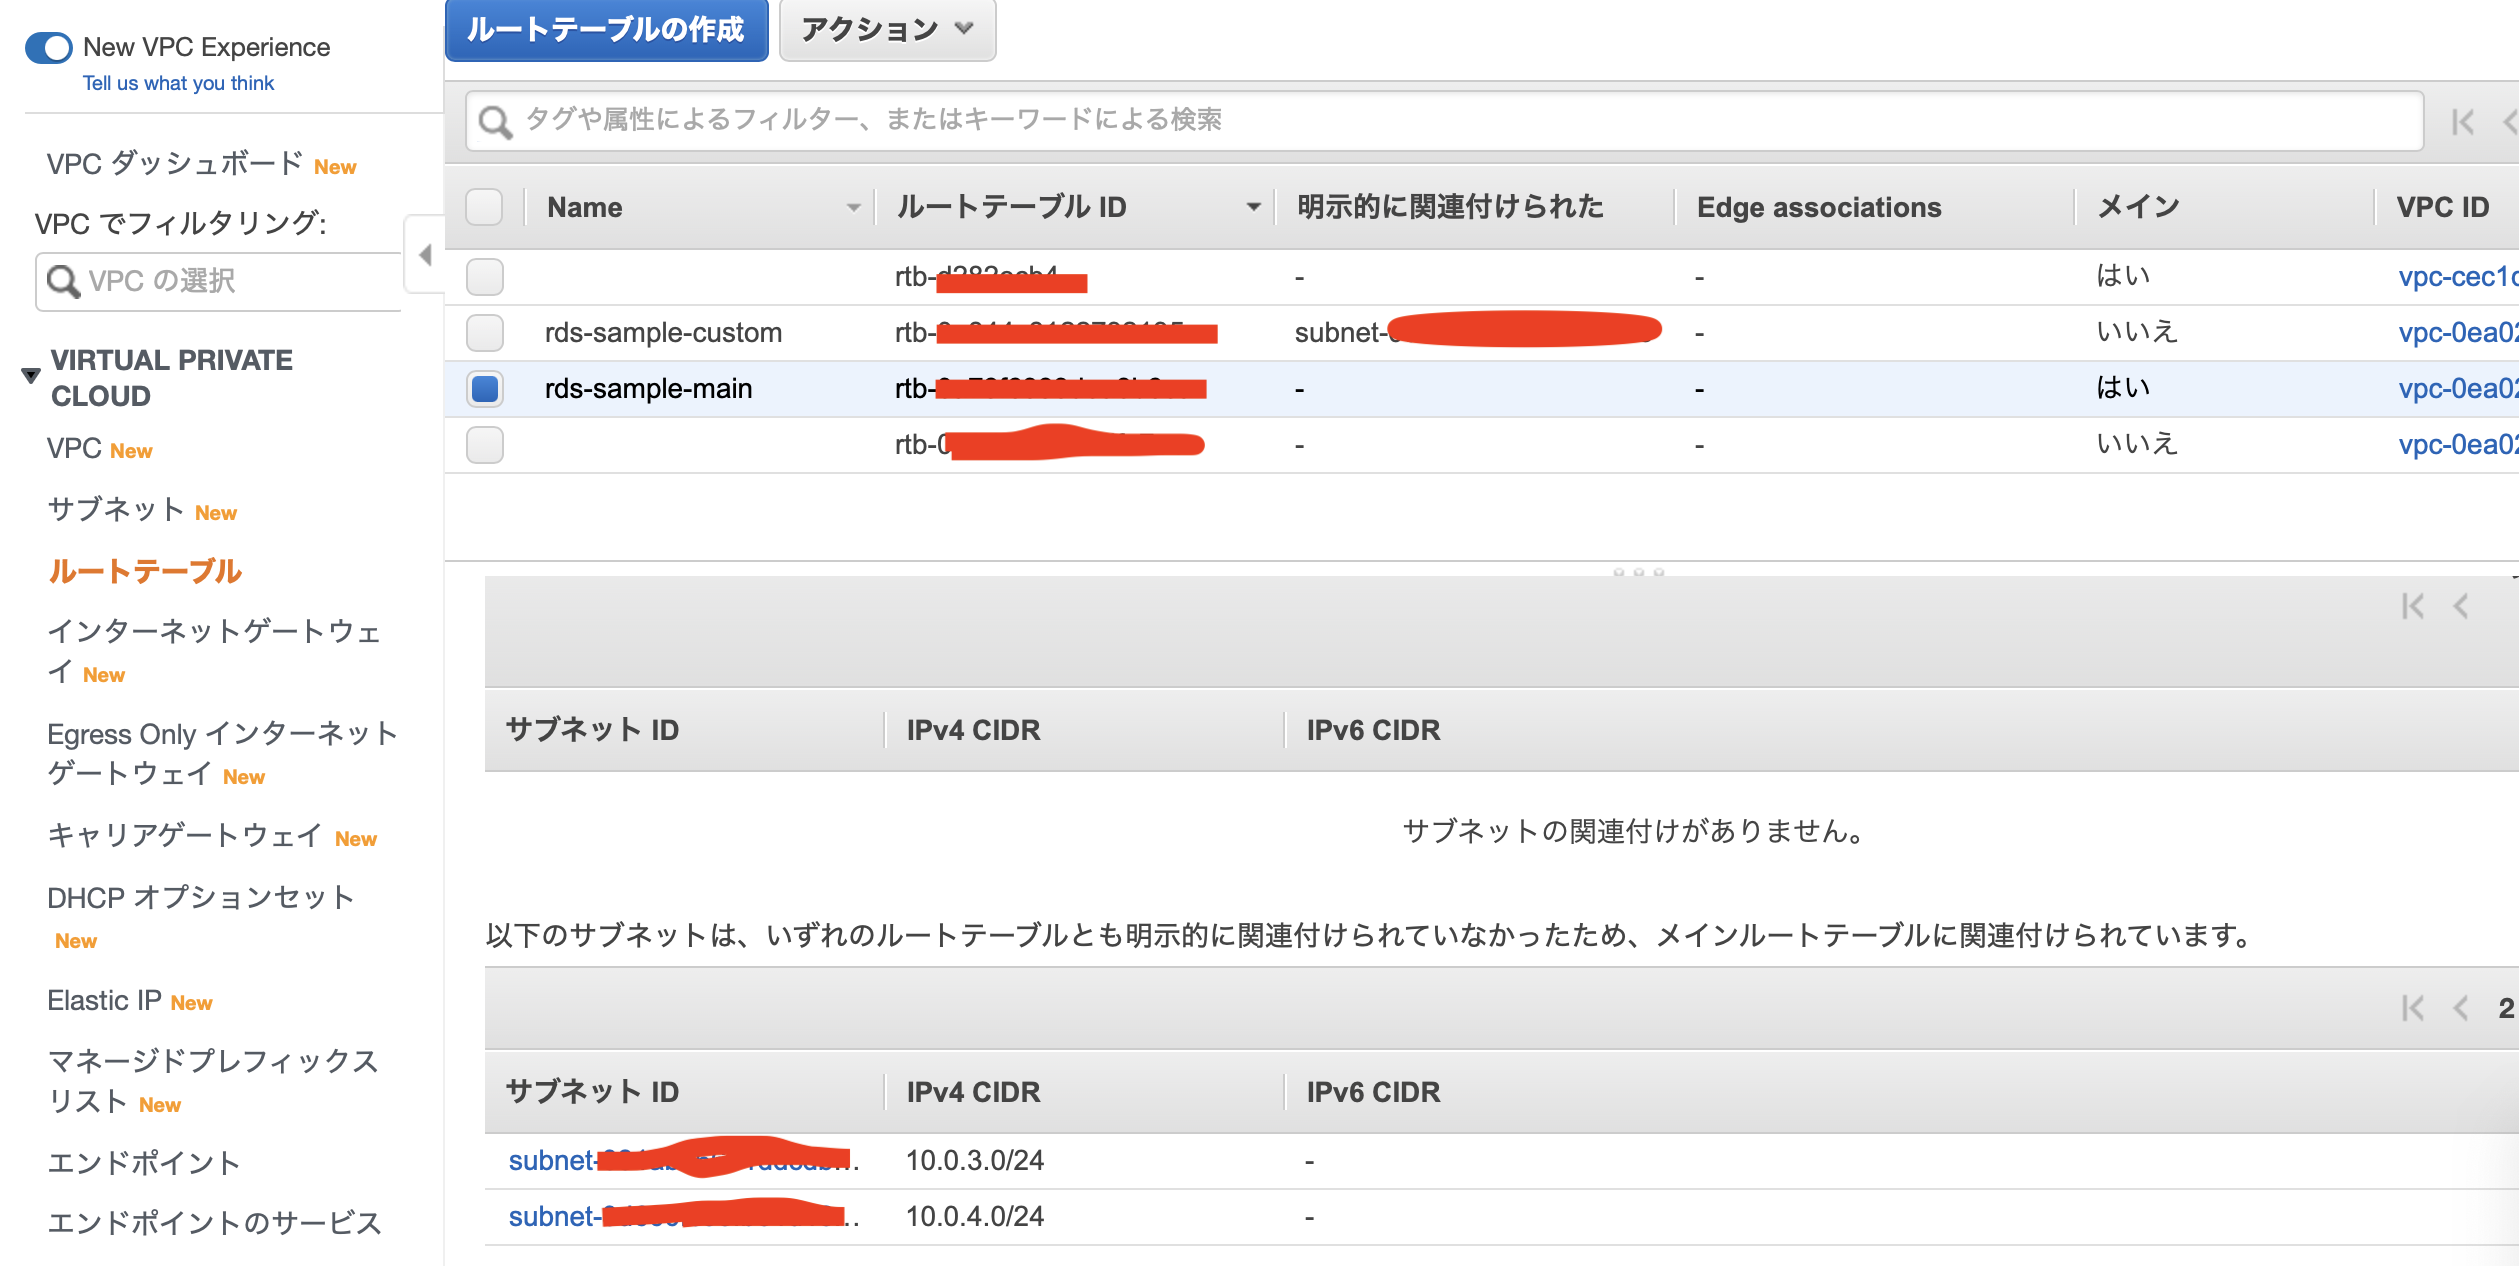 New VPC Experience
Tell us what you think
VPC ダッシュボード New
VPC でフィルタリング:
VPC の選択
VIRTUAL PRIVATE
CLOUD
VPC New
サブネット New
ルートテーブル
インターネットゲートウェ
イ New
Egress Only インターネット
ゲートウェイ New
キャリアゲートウェイ New
DHCP オプションセット
New
Elastic IP New
マネージドプレフィックス
リスト New
エンドポイント
エンドポイントのサービス
ルートテーブルの作成 アクション
タグや属性によるフィルター、またはキーワードによる検索
Name ルートテーブル ID 明示的に関連付けられた Edge associations メイン VPC ID
rtb- - - はい vpc-cec1
rds-sample-custom rtb- subnet- - いいえ vpc-0ea02
rds-sample-main rtb- - - はい vpc-0ea02
rtb-0 - - いいえ vpc-0ea02
サブネット ID IPv4 CIDR IPv6 CIDR
サブネットの関連付けがありません。
以下のサブネットは、いずれのルートテーブルとも明示的に関連付けられていなかったため、メインルートテーブルに関連付けられています。
2
サブネット ID IPv4 CIDR IPv6 CIDR
subnet- 10.0.3.0/24 -
subnet- 10.0.4.0/24 -